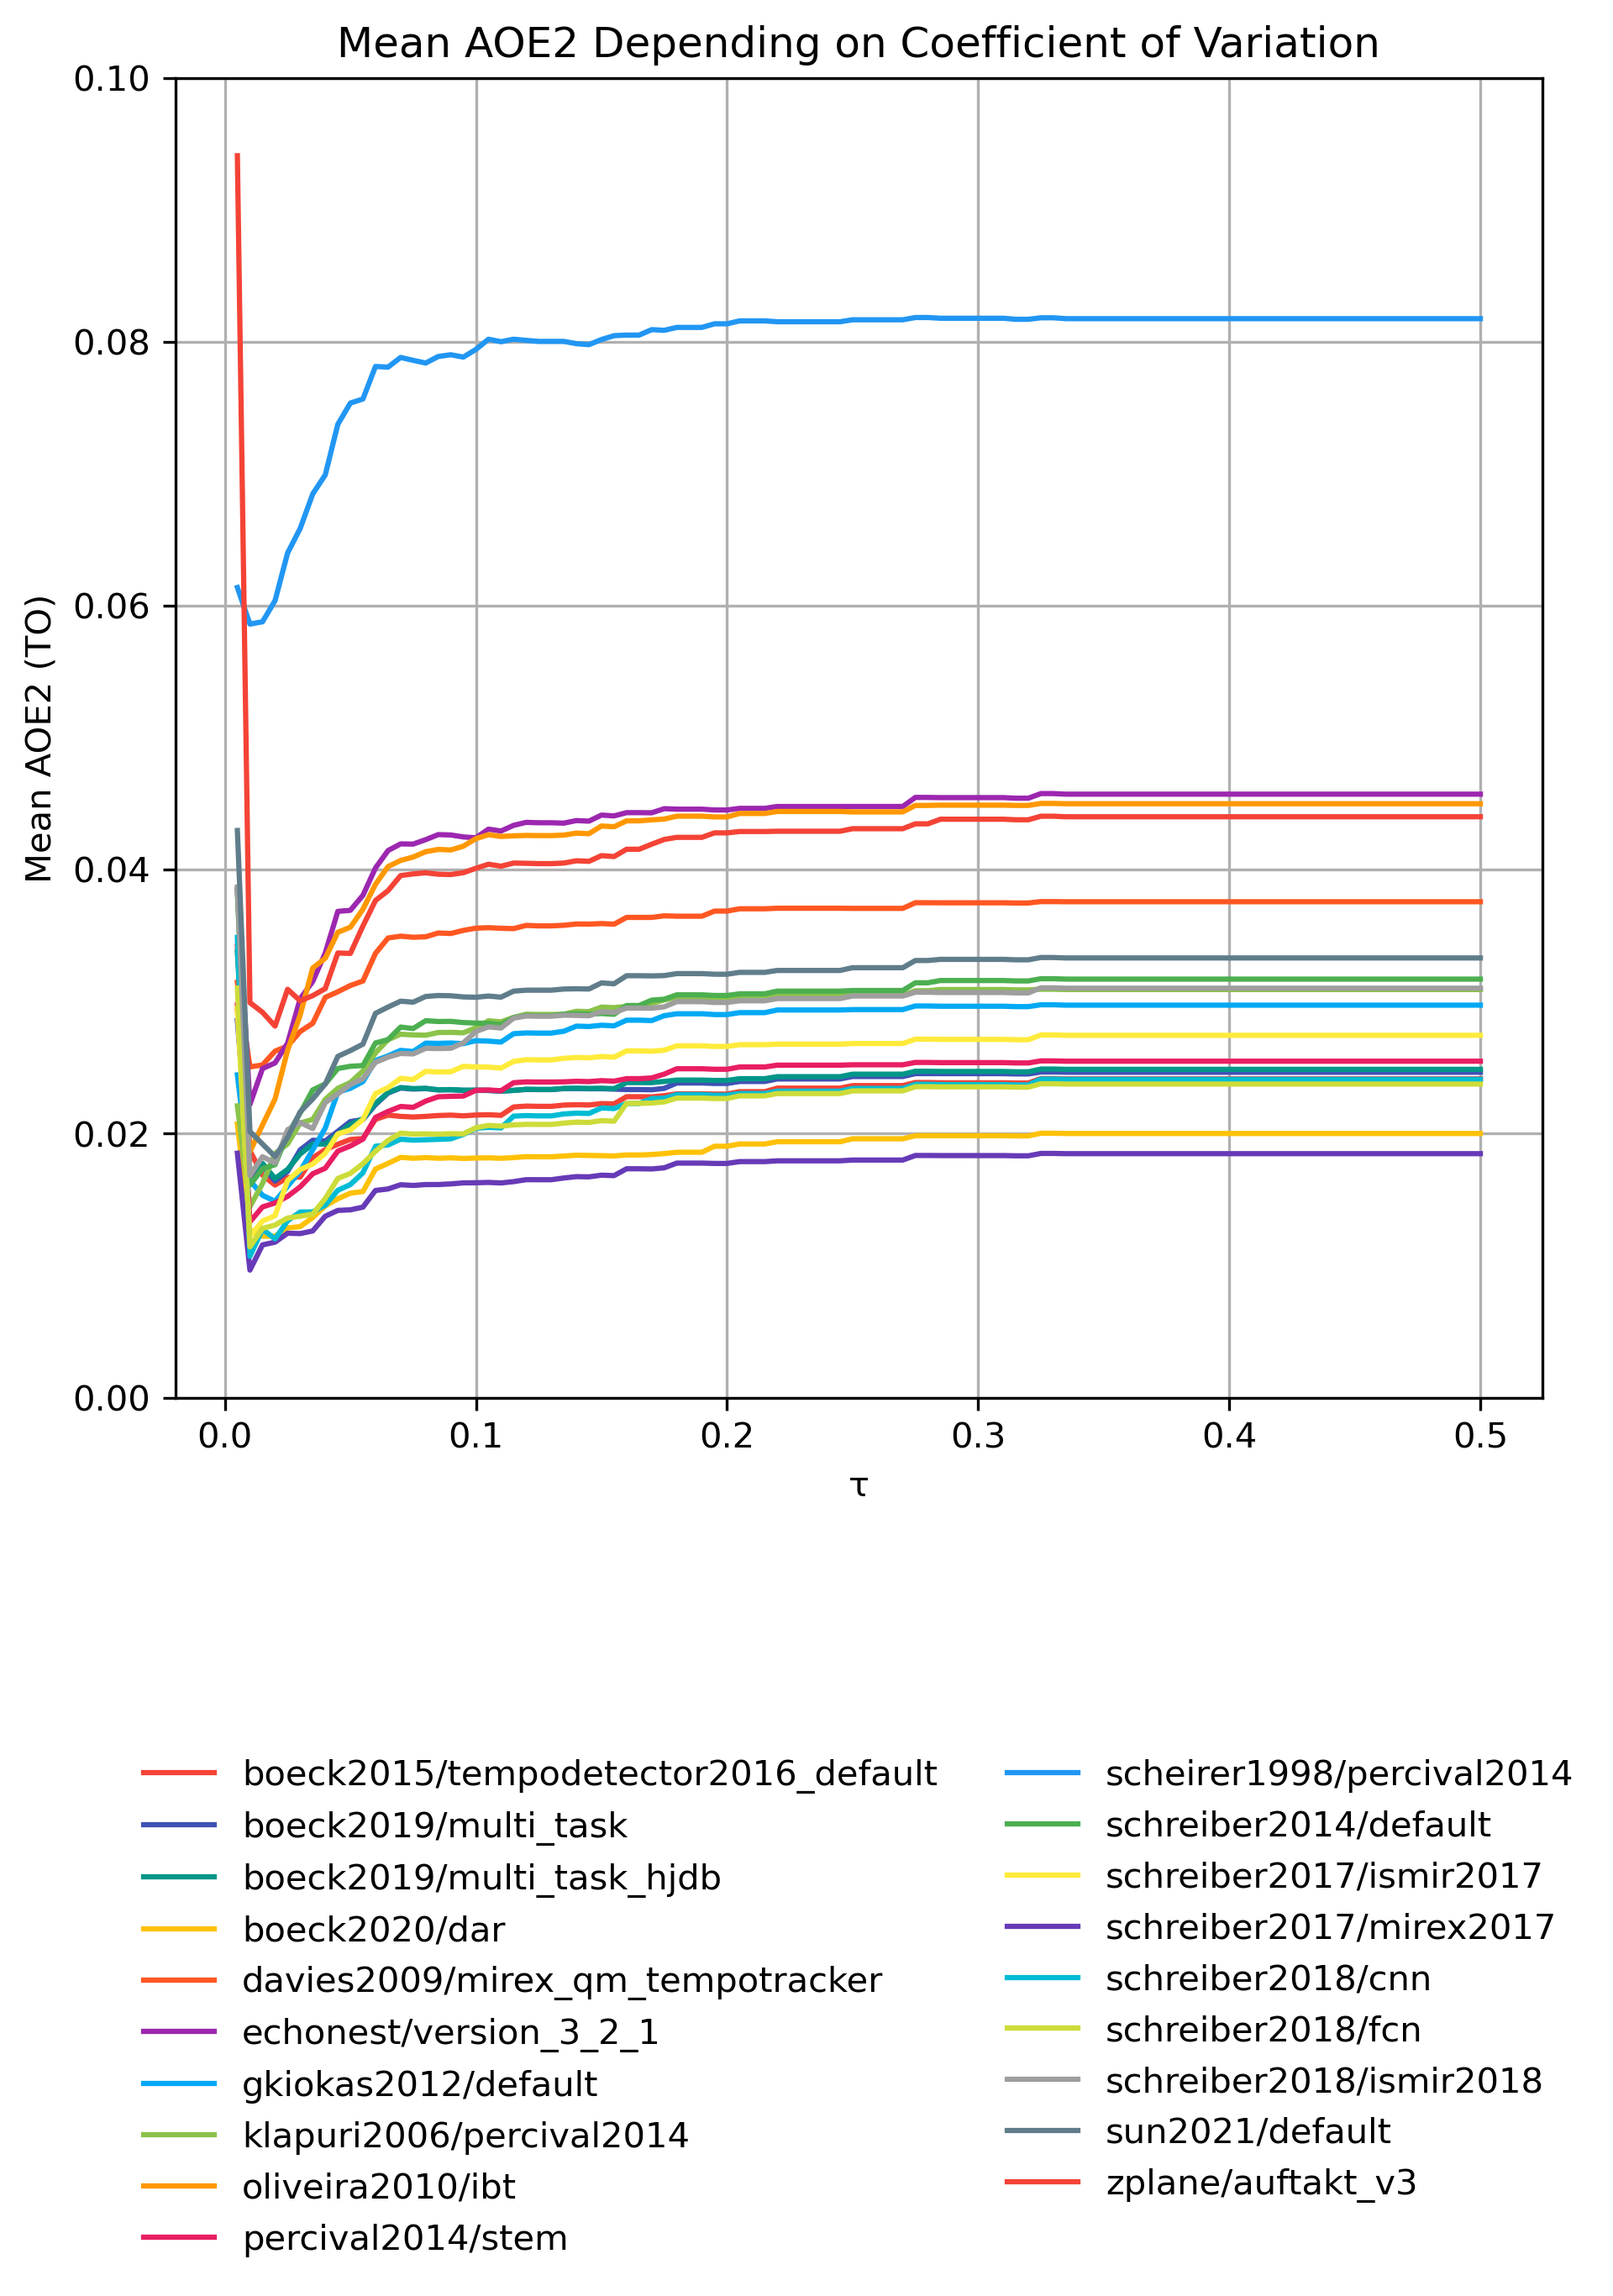 Mean AOE2 Depending on Coefficient of Variation
Mean AOE2 (TO)
0.10
0.08
0.06
0.04
0.02
0.00
0.0 0.1 0.2 0.3 0.4 0.5
τ
boeck2015/tempodetector2016_default
boeck2019/multi_task
boeck2019/multi_task_hjdb
boeck2020/dar
davies2009/mirex_qm_tempotracker
echonest/version_3_2_1
gkiokas2012/default
klapuri2006/percival2014
oliveira2010/ibt
percival2014/stem
scheirer1998/percival2014
schreiber2014/default
schreiber2017/ismir2017
schreiber2017/mirex2017
schreiber2018/cnn
schreiber2018/fcn
schreiber2018/ismir2018
sun2021/default
zplane/auftakt_v3